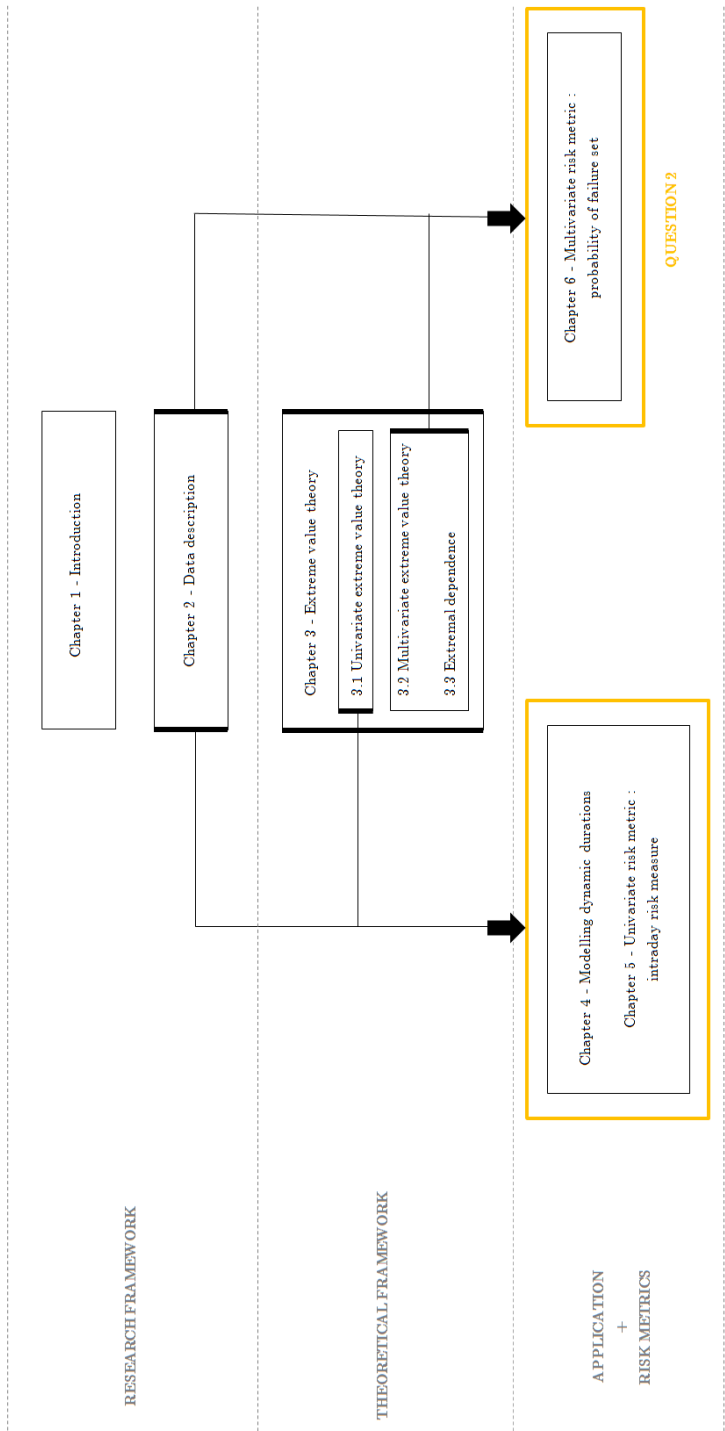 RESEARCH FRAMEWORK
Chapter 1 - Introduction
Chapter 2 - Data description
THEORETICAL FRAMEWORK
Chapter 3 - Extreme value theory
3.1 Univariate extreme value theory
3.2 Multivariate extreme value theory
3.3 Extremal dependence
APPLICATION
+
RISK METRICS
Chapter 4 - Modelling dynamic durations
Chapter 5 - Univariate risk metric :
intraday risk measure
Chapter 6 - Multivariate risk metric :
probability of failure set
QUESTION 2